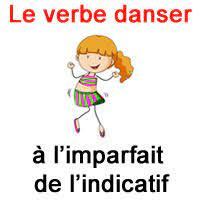 Le verbe danser
à l’imparfait
de l’indicatif